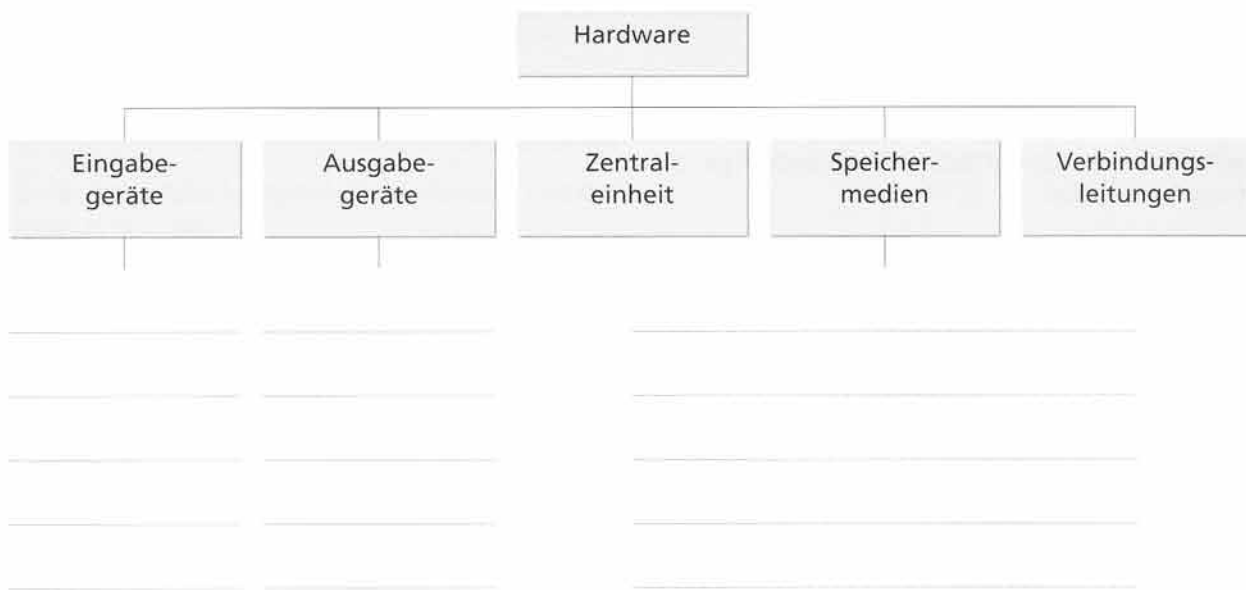 Hardware
Eingabe-
geräte
Ausgabe-
geräte
Zentral-
einheit
Speicher-
medien
Verbindungs-
leitungen